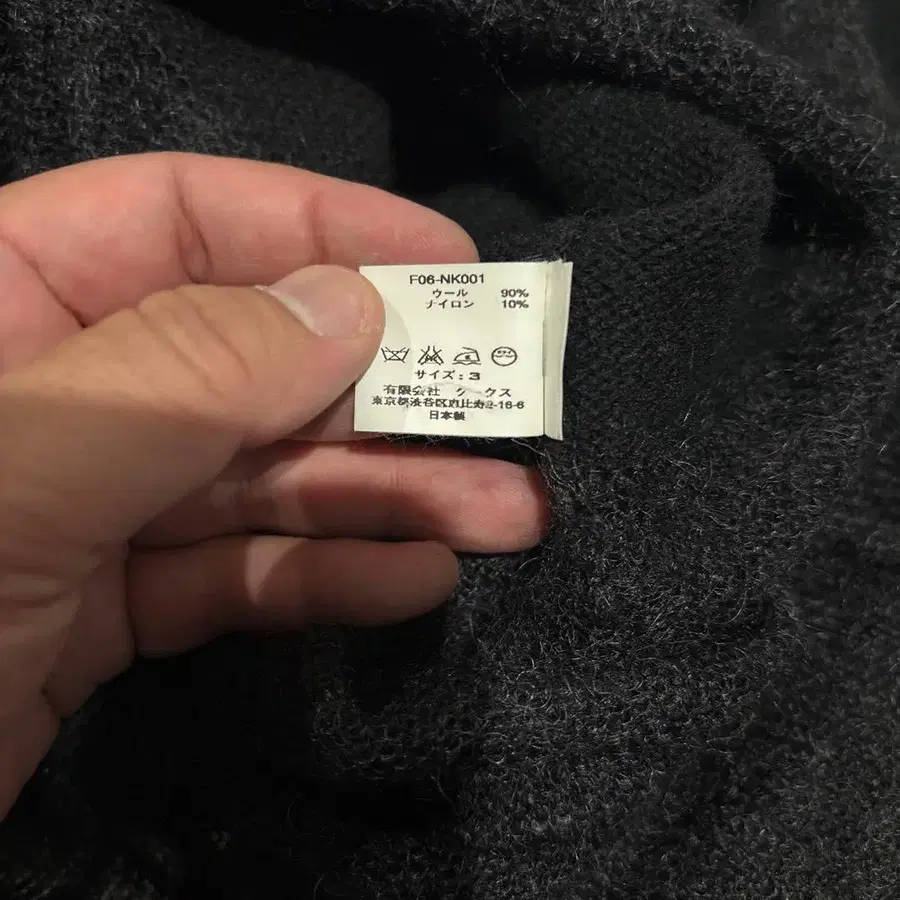 F06-NK001
ウール 90%
ナイロン 10%
サイズ:3
有限会社 クークス
東京都渋谷区恵比寿2-16-6
日本製